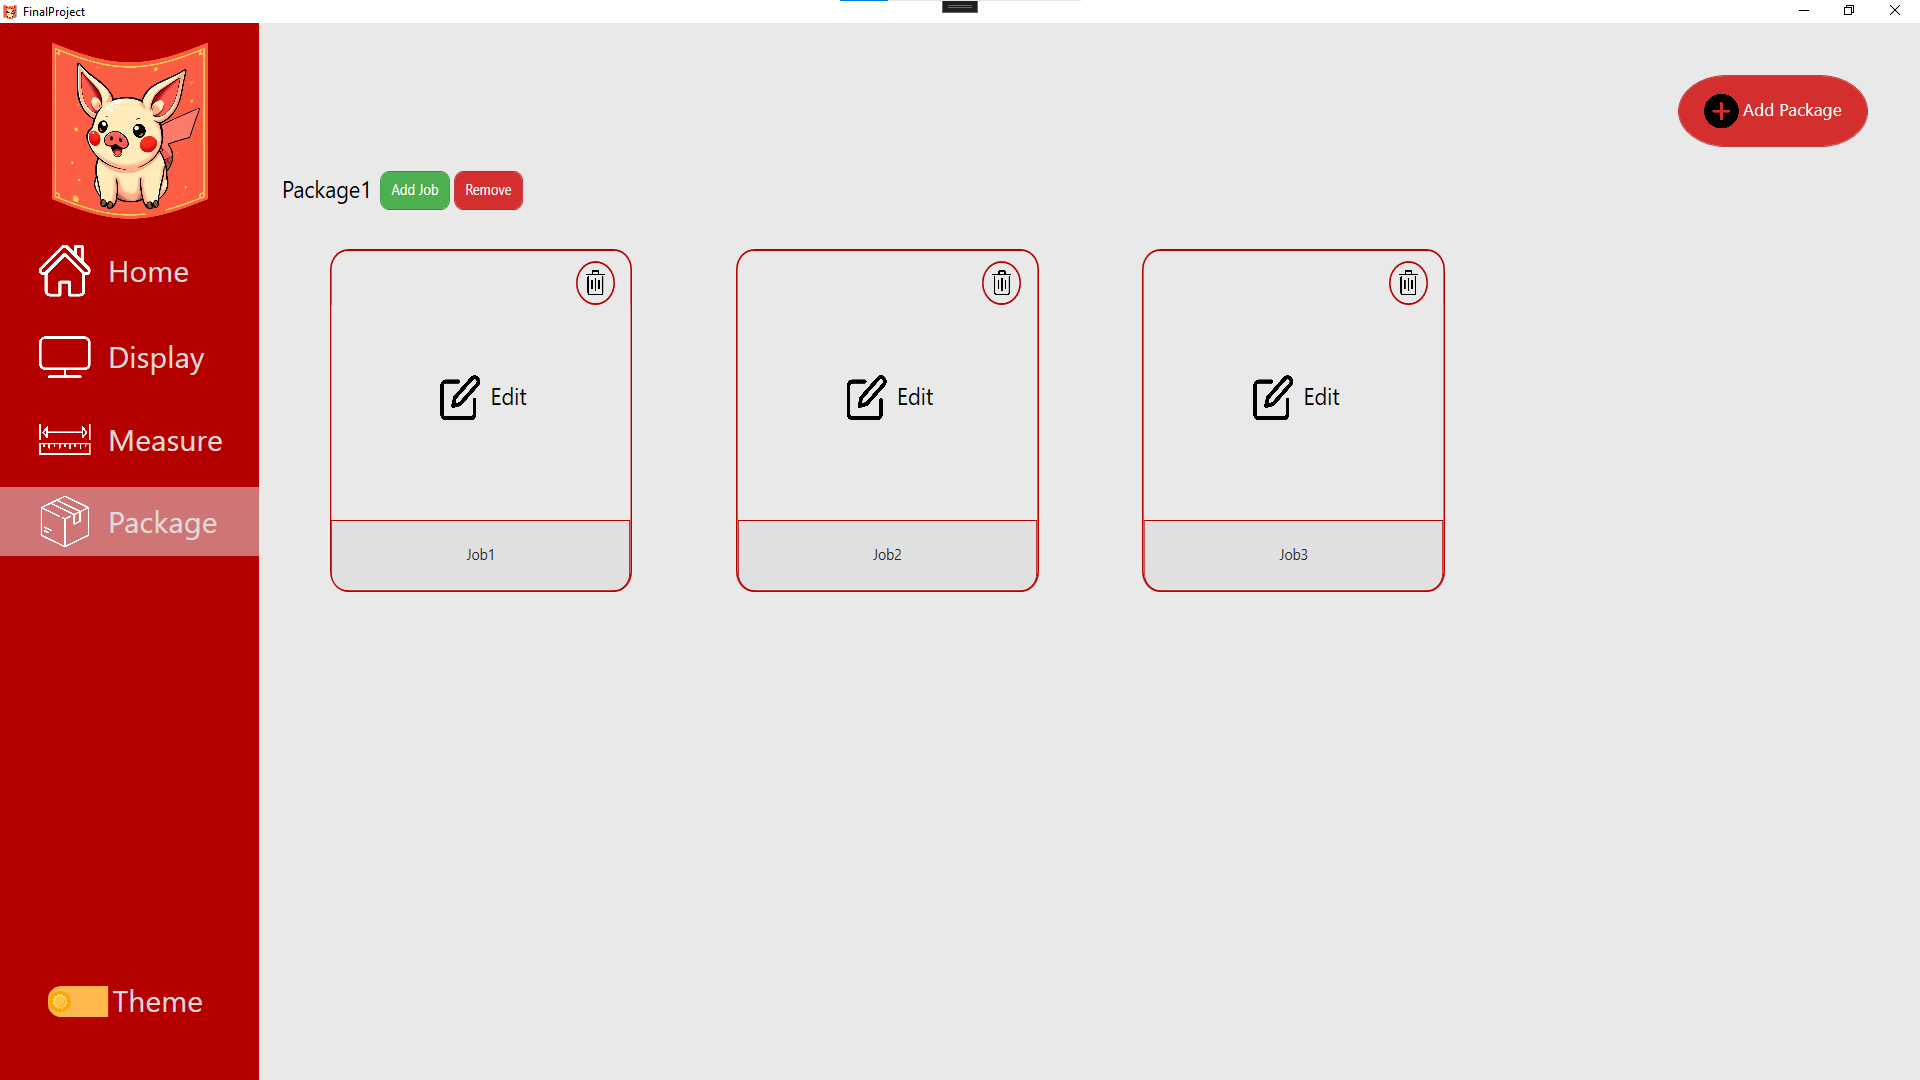 FinalProject
Add Package
Package1 Add Job Remove
Home
Display
Measure
Package
Edit Edit Edit
Job1 Job2 Job3
Theme